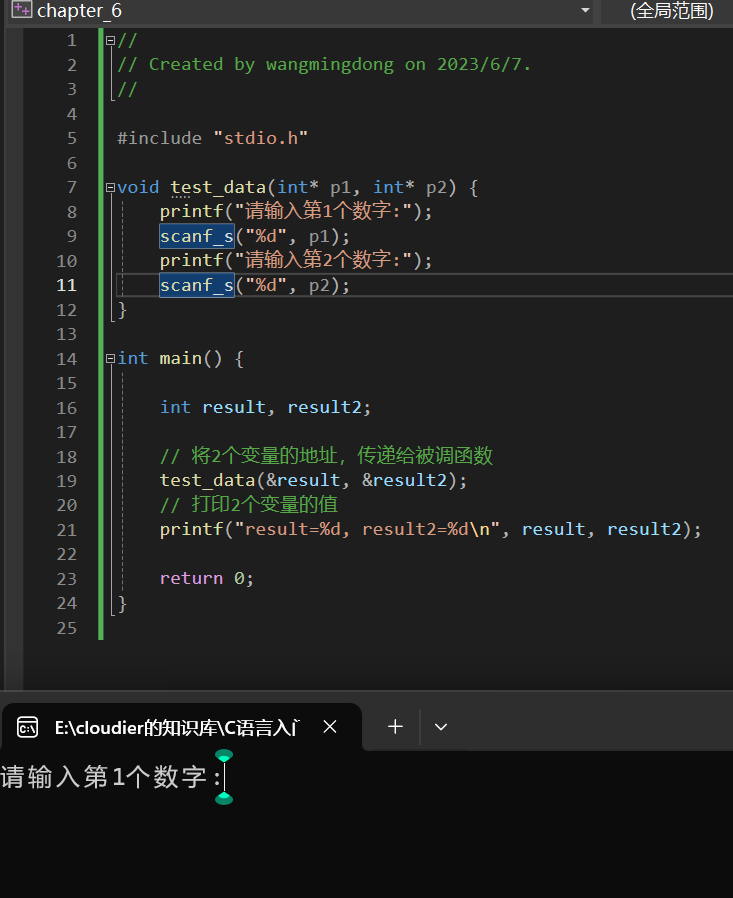 chapter_6 (全局范围)
1 //
2 // Created by wangmingdong on 2023/6/7.
3 //
4
5 #include "stdio.h"
6
7 void test_data(int* p1, int* p2) {
8 printf("请输入第1个数字:");
9 scanf_s("%d", p1);
10 printf("请输入第2个数字:");
11 scanf_s("%d", p2);
12 }
13
14 int main() {
15
16 int result, result2;
17
18 // 将2个变量的地址，传递给被调函数
19 test_data(&result, &result2);
20 // 打印2个变量的值
21 printf("result=%d, result2=%d\n", result, result2);
22
23 return 0;
24 }
25
E:\cloudier的知识库\C语言入门
请输入第1个数字: